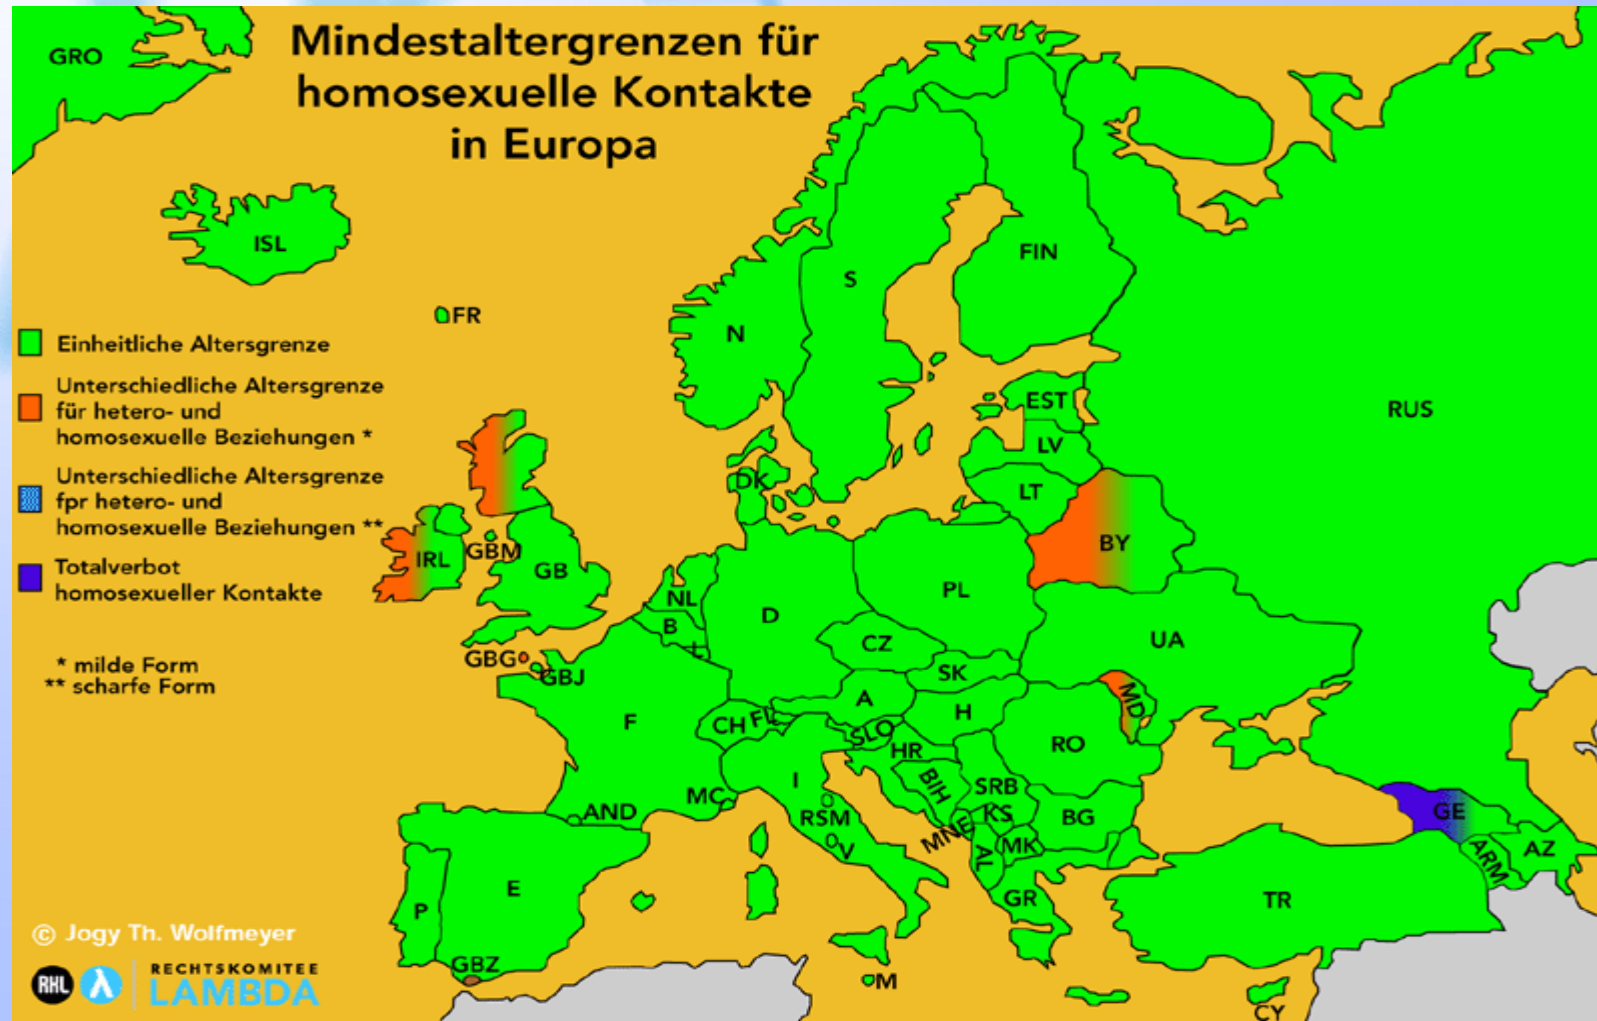 Mindestaltergrenzen für
homosexuelle Kontakte
in Europa
GRO
ISL
FR
N
S
FIN
RUS
EST
LV
LT
DK
BY
IRL
GBM
GB
NL
B
L
D
PL
CZ
SK
UA
GBG
GBJ
F
CH
FL
A
H
SLO
HR
MD
RO
BIH
SRB
I
MC
AND
RSM
V
MNE
KS
BG
MK
AL
GR
GE
ARM
AZ
TR
P
E
GBZ
M
CY
Einheitliche Altersgrenze
Unterschiedliche Altersgrenze
für hetero- und
homosexuelle Beziehungen *
Unterschiedliche Altersgrenze
fpr hetero- und
homosexuelle Beziehungen **
Totalverbot
homosexueller Kontakte
* milde Form
** scharfe Form
© Jogy Th. Wolfmeyer
RKL λ RECHTSKOMITEE
LAMBDA